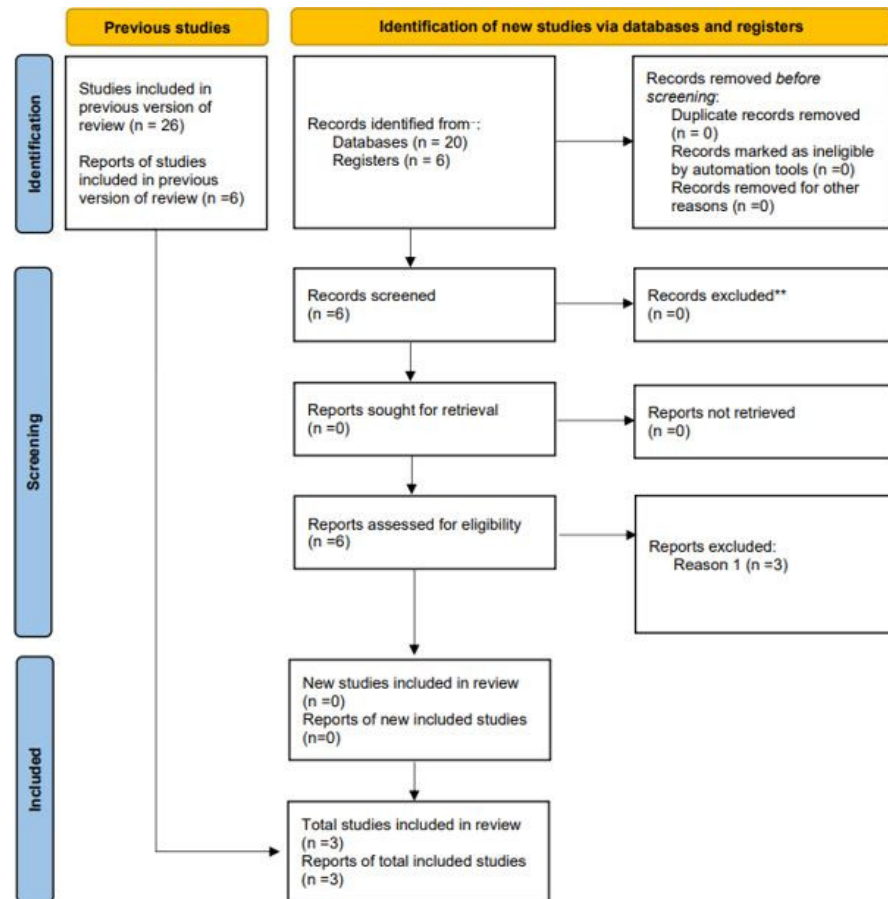 Previous studies
Identification of new studies via databases and registers
Identification
Studies included in
previous version of
review (n = 26)
Reports of studies
included in previous
version of review (n =6)
Records identified from··:
Databases (n = 20)
Registers (n = 6)
Records removed before
screening:
Duplicate records removed
(n = 0)
Records marked as ineligible
by automation tools (n =0)
Records removed for other
reasons (n =0)
Screening
Records screened
(n =6)
Records excluded**
(n =0)
Reports sought for retrieval
(n =0)
Reports not retrieved
(n =0)
Reports assessed for eligibility
(n =6)
Reports excluded:
Reason 1 (n =3)
Included
New studies included in review
(n =0)
Reports of new included studies
(n=0)
Total studies included in review
(n =3)
Reports of total included studies
(n =3)